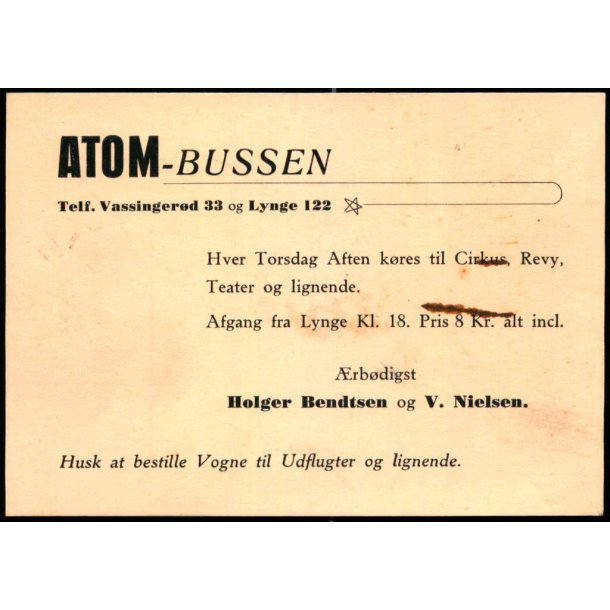 ATOM-BUSSEN
Telf. Vassingerød 33 og Lynge 122
Hver Torsdag Aften køres til Cirkus, Revy,
Teater og lignende.
Afgang fra Lynge Kl. 18. Pris 8 Kr. alt incl.
Ærbødigst
Holger Bendtsen og V. Nielsen.
Husk at bestille Vogne til Udflugter og lignende.